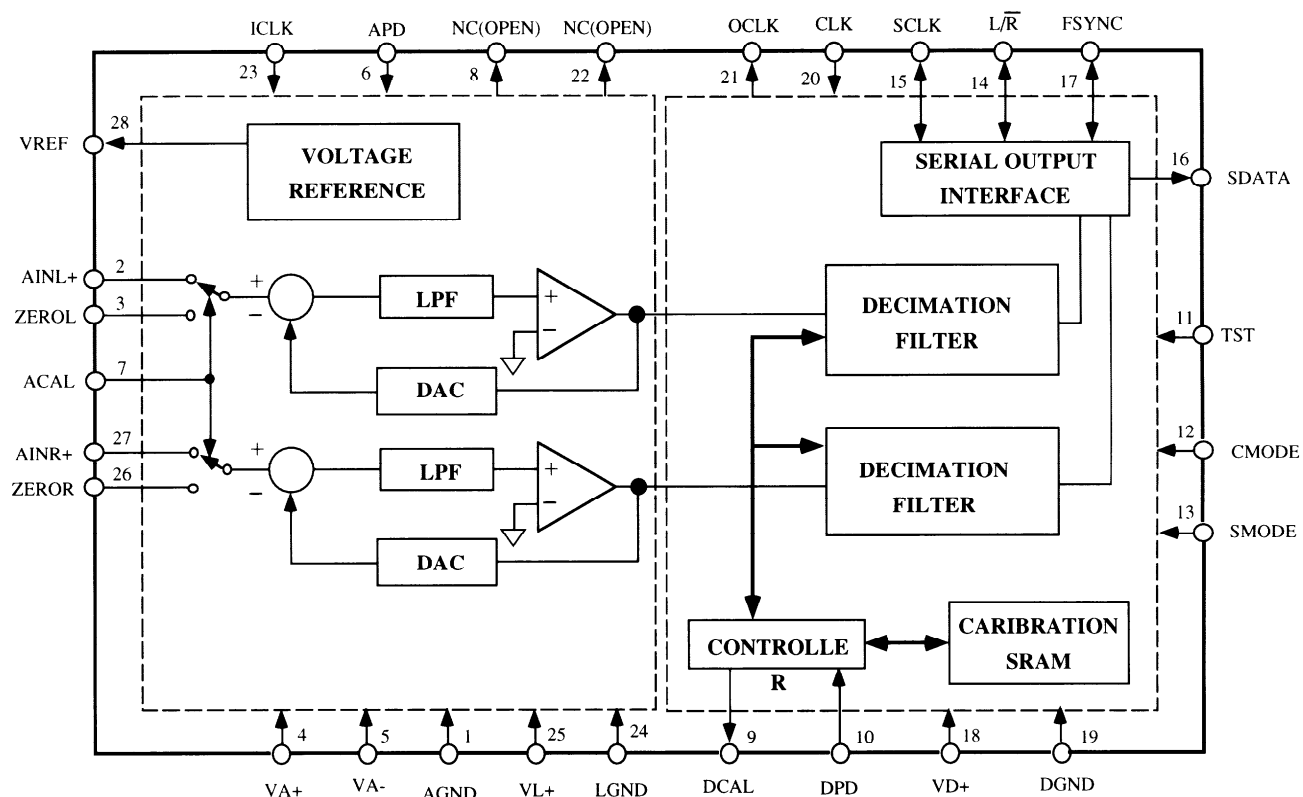 ICLK APD NC(OPEN) NC(OPEN) OCLK CLK SCLK L/R̅ FSYNC
23 6 8 22 21 20 15 14 17
VREF 28
VOLTAGE
REFERENCE
SERIAL OUTPUT
INTERFACE
16 SDATA
AINL+ 2
ZEROL 3
+
−
LPF
+
−
DAC
DECIMATION
FILTER
11 TST
ACAL 7
AINR+ 27
ZEROR 26
+
−
LPF
+
−
DAC
DECIMATION
FILTER
12 CMODE
13 SMODE
CONTROLLE
R
CARIBRATION
SRAM
4 5 1 25 24 9 10 18 19
VA+ VA- AGND VL+ LGND DCAL DPD VD+ DGND